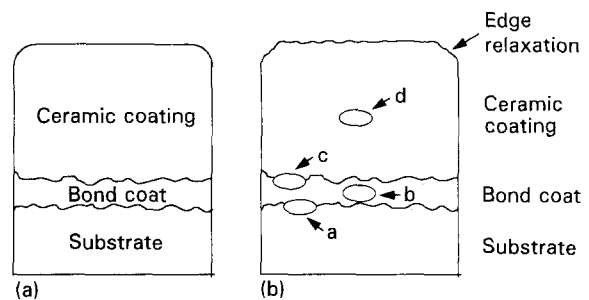 Ceramic coating
Bond coat
Substrate
(a)
Edge
relaxation
d
Ceramic
coating
c
b
Bond coat
a
Substrate
(b)